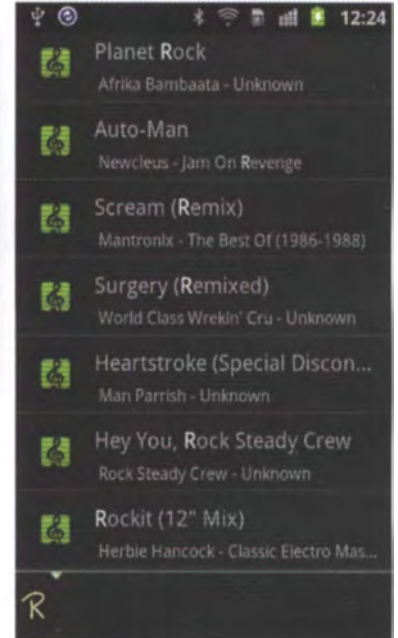 12:24
Planet Rock
Afrika Bambaata - Unknown
Auto-Man
Newcleus - Jam On Revenge
Scream (Remix)
Mantronix - The Best Of (1986-1988)
Surgery (Remixed)
World Class Wrekin' Cru - Unknown
Heartstroke (Special Discon...
Man Parrish - Unknown
Hey You, Rock Steady Crew
Rock Steady Crew - Unknown
Rockit (12" Mix)
Herbie Hancock - Classic Electro Mas...
R